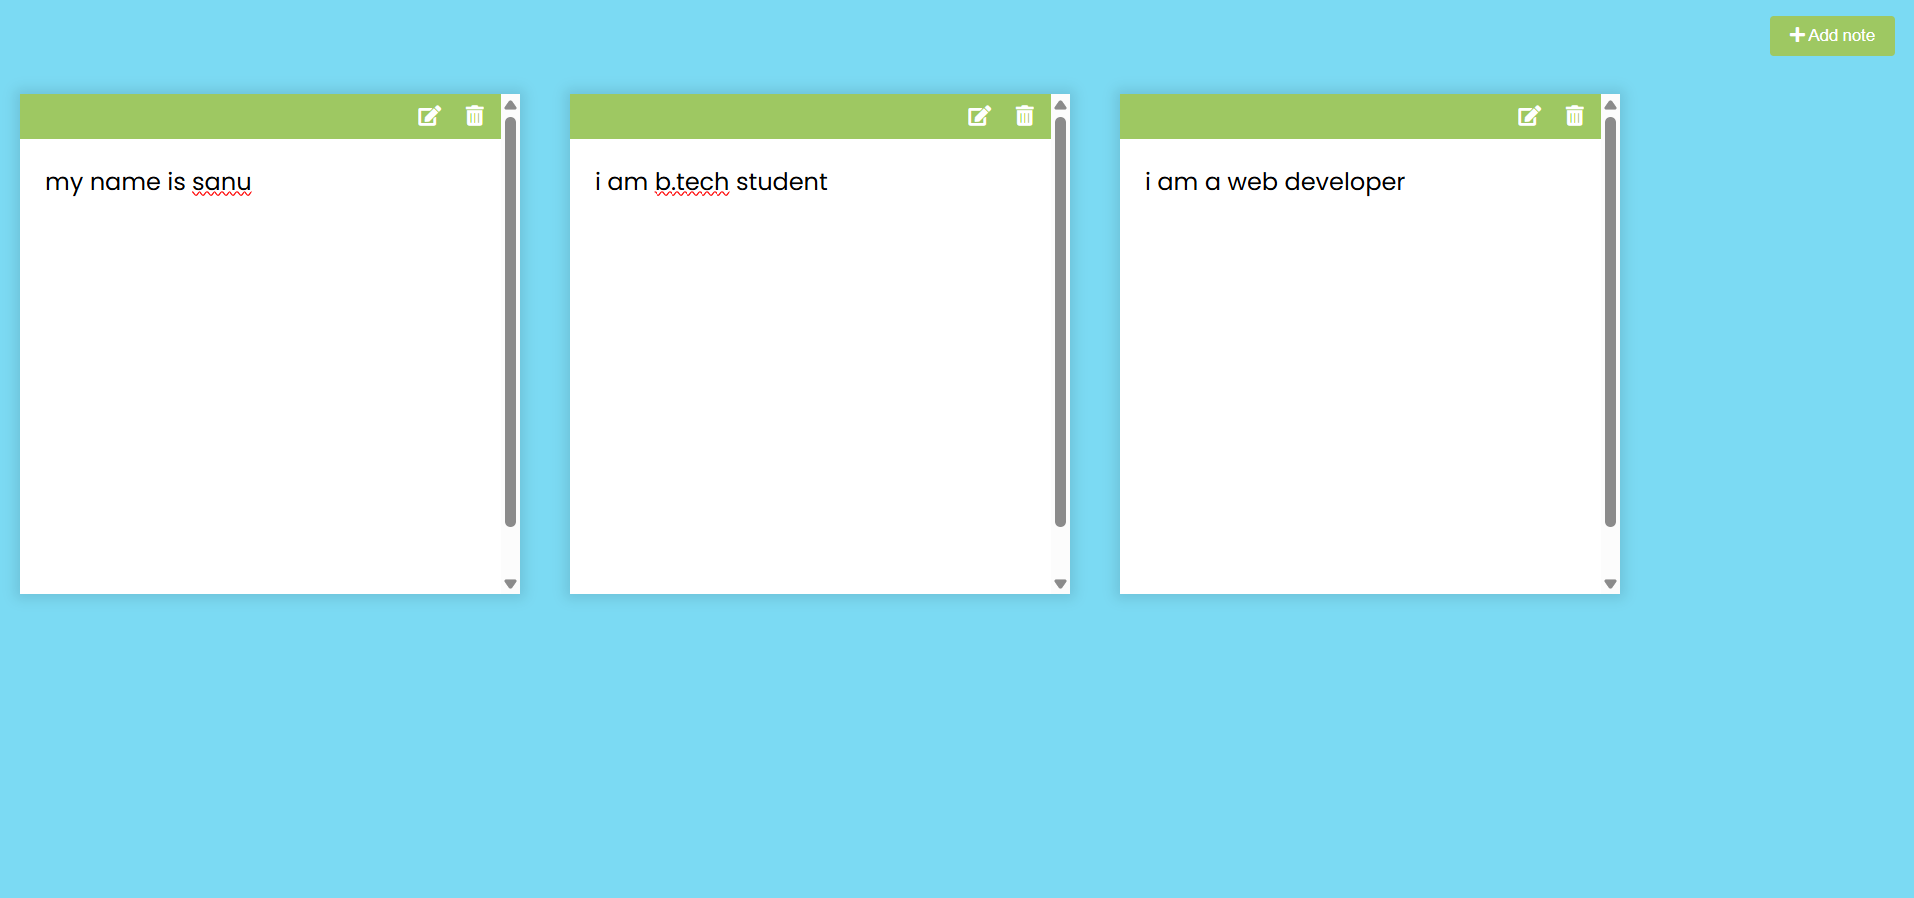 Add note
my name is sanu
i am b.tech student
i am a web developer